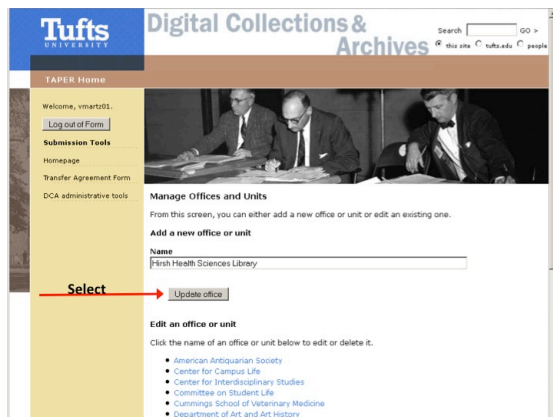 Tufts
UNIVERSITY
Digital Collections &
Archives
Search GO >
this site tufts.edu people
TAPER Home
Welcome, vmartz01.
Log out of Form
Submission Tools
Homepage
Transfer Agreement Form
DCA administrative tools
Manage Offices and Units
From this screen, you can either add a new office or unit or edit an existing one.
Add a new office or unit
Name
Hirsh Health Sciences Library
Select
Update office
Edit an office or unit
Click the name of an office or unit below to edit or delete it.
American Antiquarian Society
Center for Campus Life
Center for Interdisciplinary Studies
Committee on Student Life
Cummings School of Veterinary Medicine
Department of Art and Art History